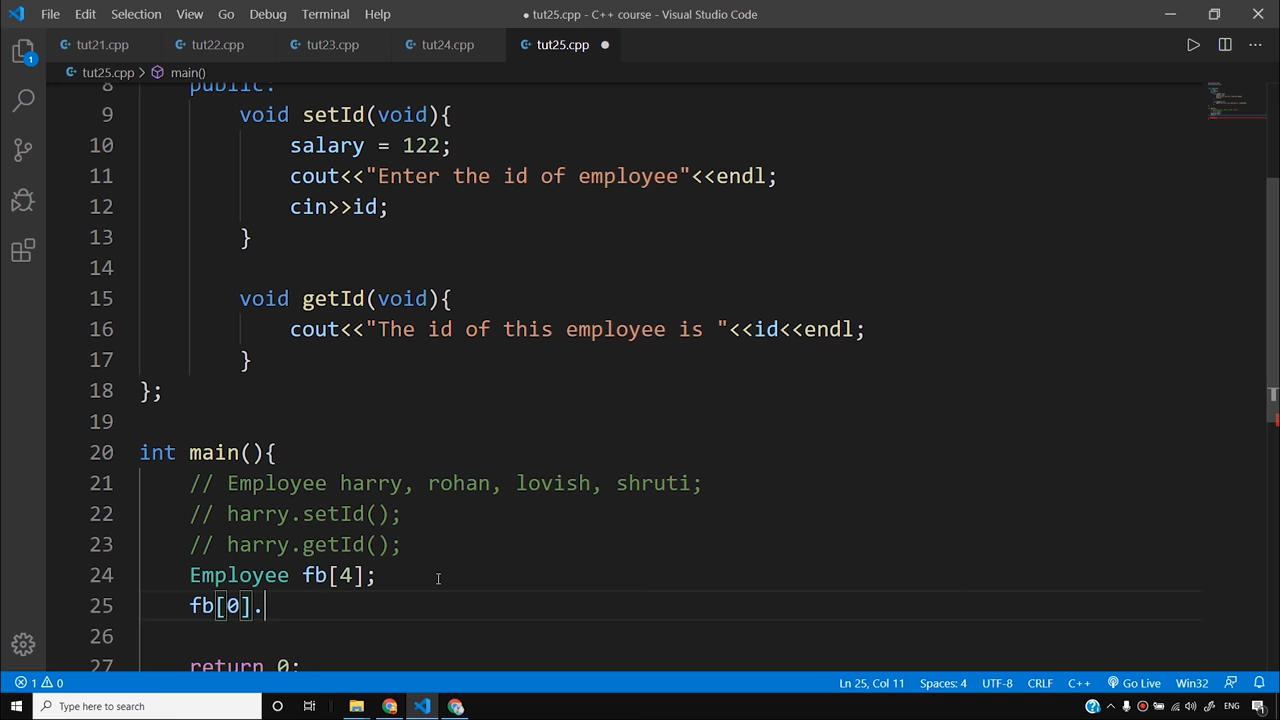 File Edit Selection View Go Debug Terminal Help
● tut25.cpp - C++ course - Visual Studio Code
tut21.cpp tut22.cpp tut23.cpp tut24.cpp tut25.cpp ●
tut25.cpp > main()
8 public:
9 void setId(void){
10 salary = 122;
11 cout<<"Enter the id of employee"<<endl;
12 cin>>id;
13 }
14
15 void getId(void){
16 cout<<"The id of this employee is "<<id<<endl;
17 }
18 };
19
20 int main(){
21 // Employee harry, rohan, lovish, shruti;
22 // harry.setId();
23 // harry.getId();
24 Employee fb[4];
25 fb[0].
26
27 return 0;
1 0 Ln 25, Col 11 Spaces: 4 UTF-8 CRLF C++ Go Live Win32
Type here to search ENG